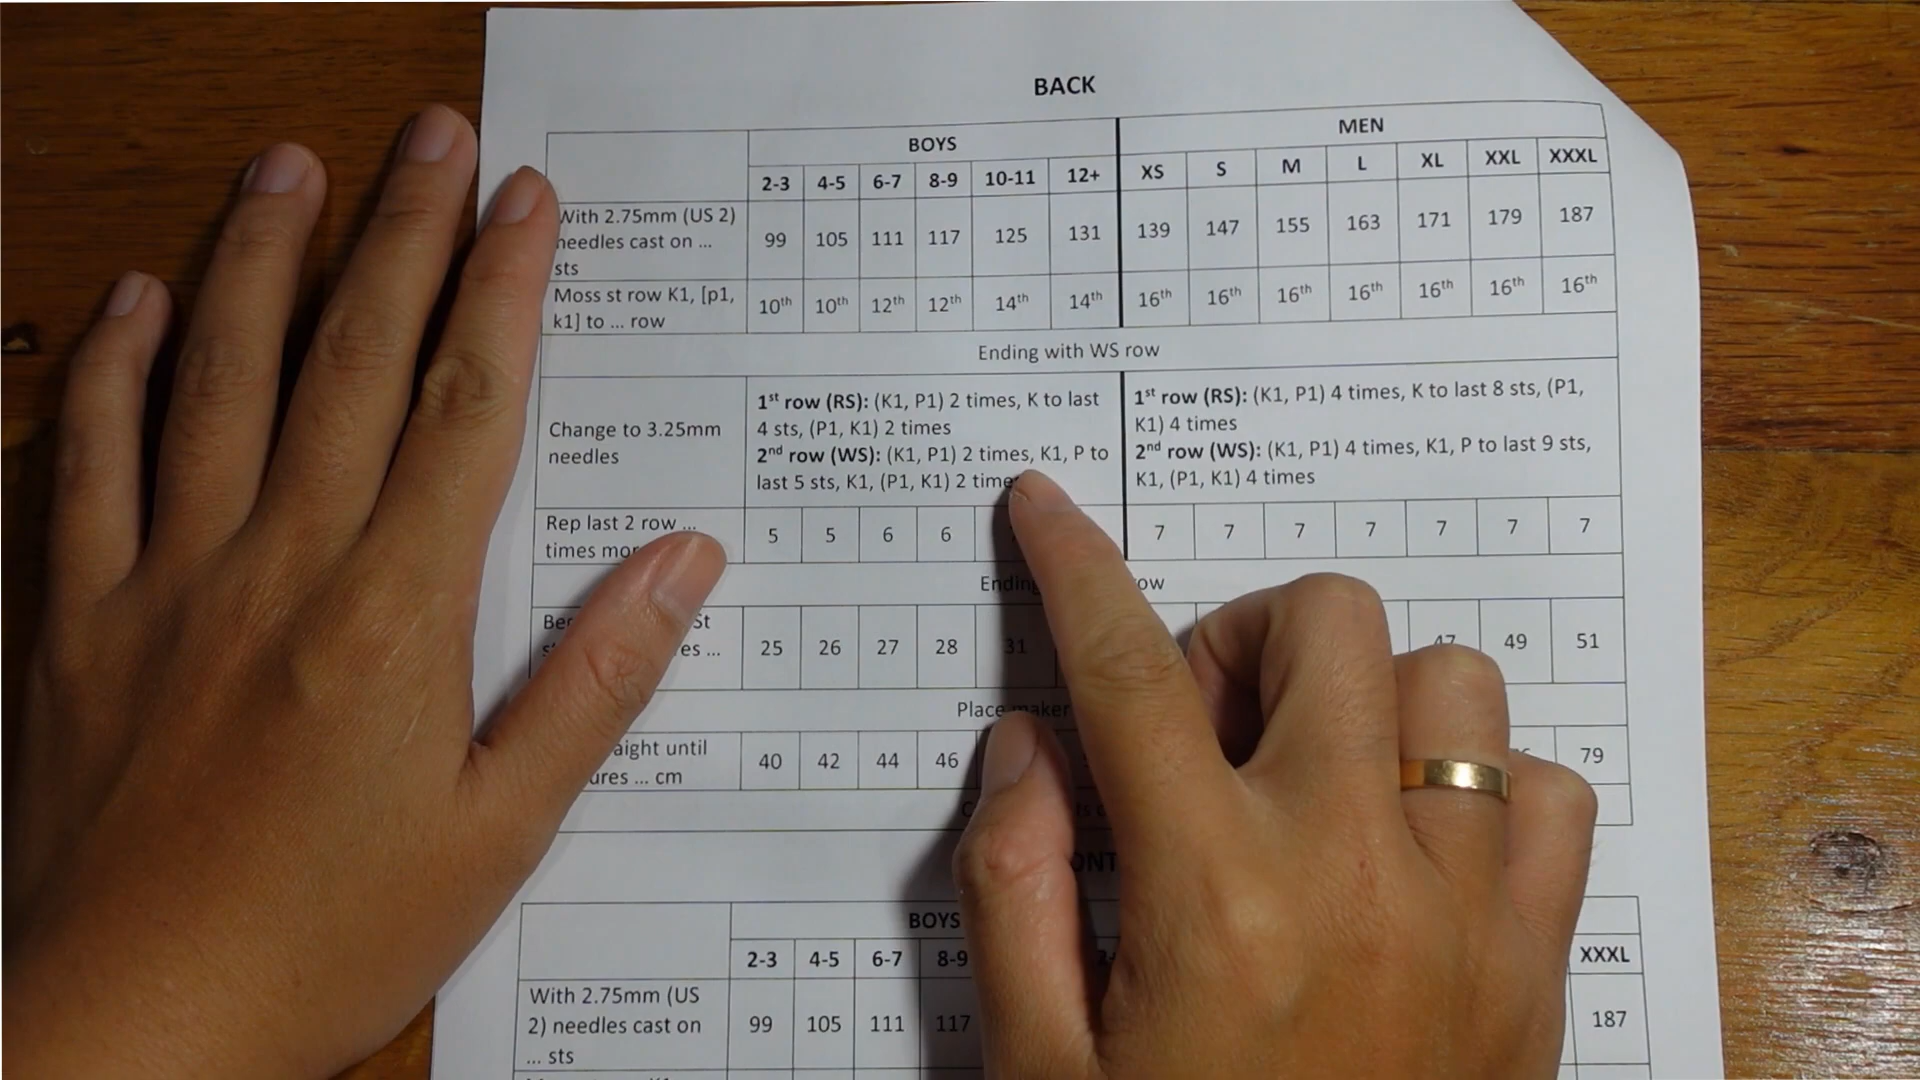 BACK
BOYS MEN
2-3 4-5 6-7 8-9 10-11 12+ XS S M L XL XXL XXXL
With 2.75mm (US 2)
needles cast on ...
sts
99 105 111 117 125 131 139 147 155 163 171 179 187
Moss st row K1, [p1,
k1] to ... row
10th 10th 12th 12th 14th 14th 16th 16th 16th 16th 16th 16th 16th
Ending with WS row
Change to 3.25mm
needles
1st row (RS): (K1, P1) 2 times, K to last
4 sts, (P1, K1) 2 times
2nd row (WS): (K1, P1) 2 times, K1, P to
last 5 sts, K1, (P1, K1) 2 times
1st row (RS): (K1, P1) 4 times, K to last 8 sts, (P1,
K1) 4 times
2nd row (WS): (K1, P1) 4 times, K1, P to last 9 sts,
K1, (P1, K1) 4 times
Rep last 2 row ...
times
5 5 6 6 7 7 7 7 7 7 7
Ending
St
...
25 26 27 28 31 47 49 51
Place maker
until
... cm
40 42 44 46 79
BOYS
2-3 4-5 6-7 8-9 XXXL
With 2.75mm (US
2) needles cast on
... sts
99 105 111 117 187